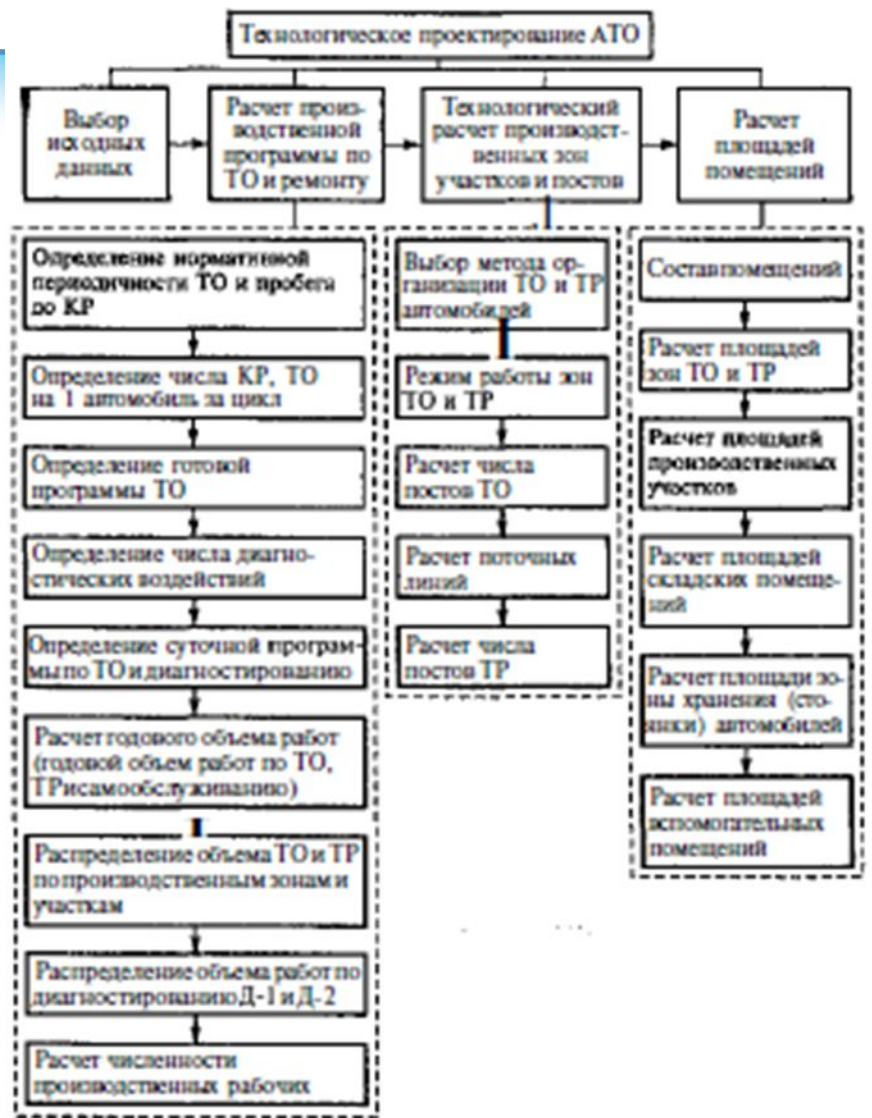 Технологическое проектирование АТО
Выбор
исходных
данных
Расчет произ-
водственной
программы по
ТО и ремонту
Технологический
расчет производст-
венных зон
участков и постов
Расчет
площадей
помещений
Определение нормативной
периодичности ТО и пробега
до КР
Определение числа КР, ТО
на 1 автомобиль за цикл
Определение готовой
программы ТО
Определение числа диагно-
стических воздействий
Определение суточной програм-
мы по ТО и диагностированию
Расчет годового объема работ
(годовой объем работ по ТО,
ТРисамообслуживанию)
Распределение объема ТО и ТР
по производственным зонам и
участкам
Распределение объема работ по
диагностированию Д-1 и Д-2
Расчет численности
производственных рабочих
Выбор метода ор-
ганизации ТО и ТР
автомобилей
Режим работы зон
ТО и ТР
Расчет числа
постов ТО
Расчет поточных
линий
Расчет числа
постов ТР
Состав помещений
Расчет площадей
зон ТО и ТР
Расчет площадей
производственных
участков
Расчет площадей
складских помеще-
ний
Расчет площади зо-
ны хранения (сто-
янки) автомобилей
Расчет площадей
вспомогательных
помещений